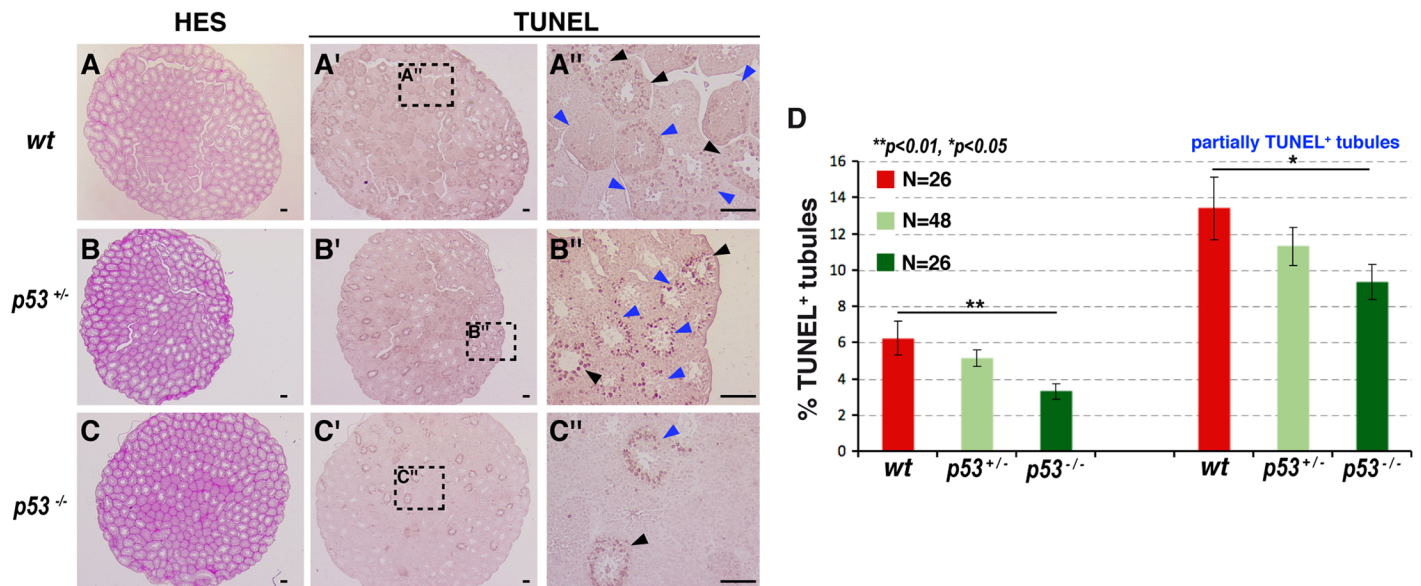 HES TUNEL
wt
A
A'
A''
A''
p53 +/-
B
B'
B''
B''
p53 -/-
C
C'
C''
C''
D
**p<0.01, *p<0.05
partially TUNEL+ tubules
% TUNEL+ tubules
16
14
12
10
8
6
4
2
0
N=26
N=48
N=26
**
*
wt p53+/- p53-/- wt p53+/- p53-/-